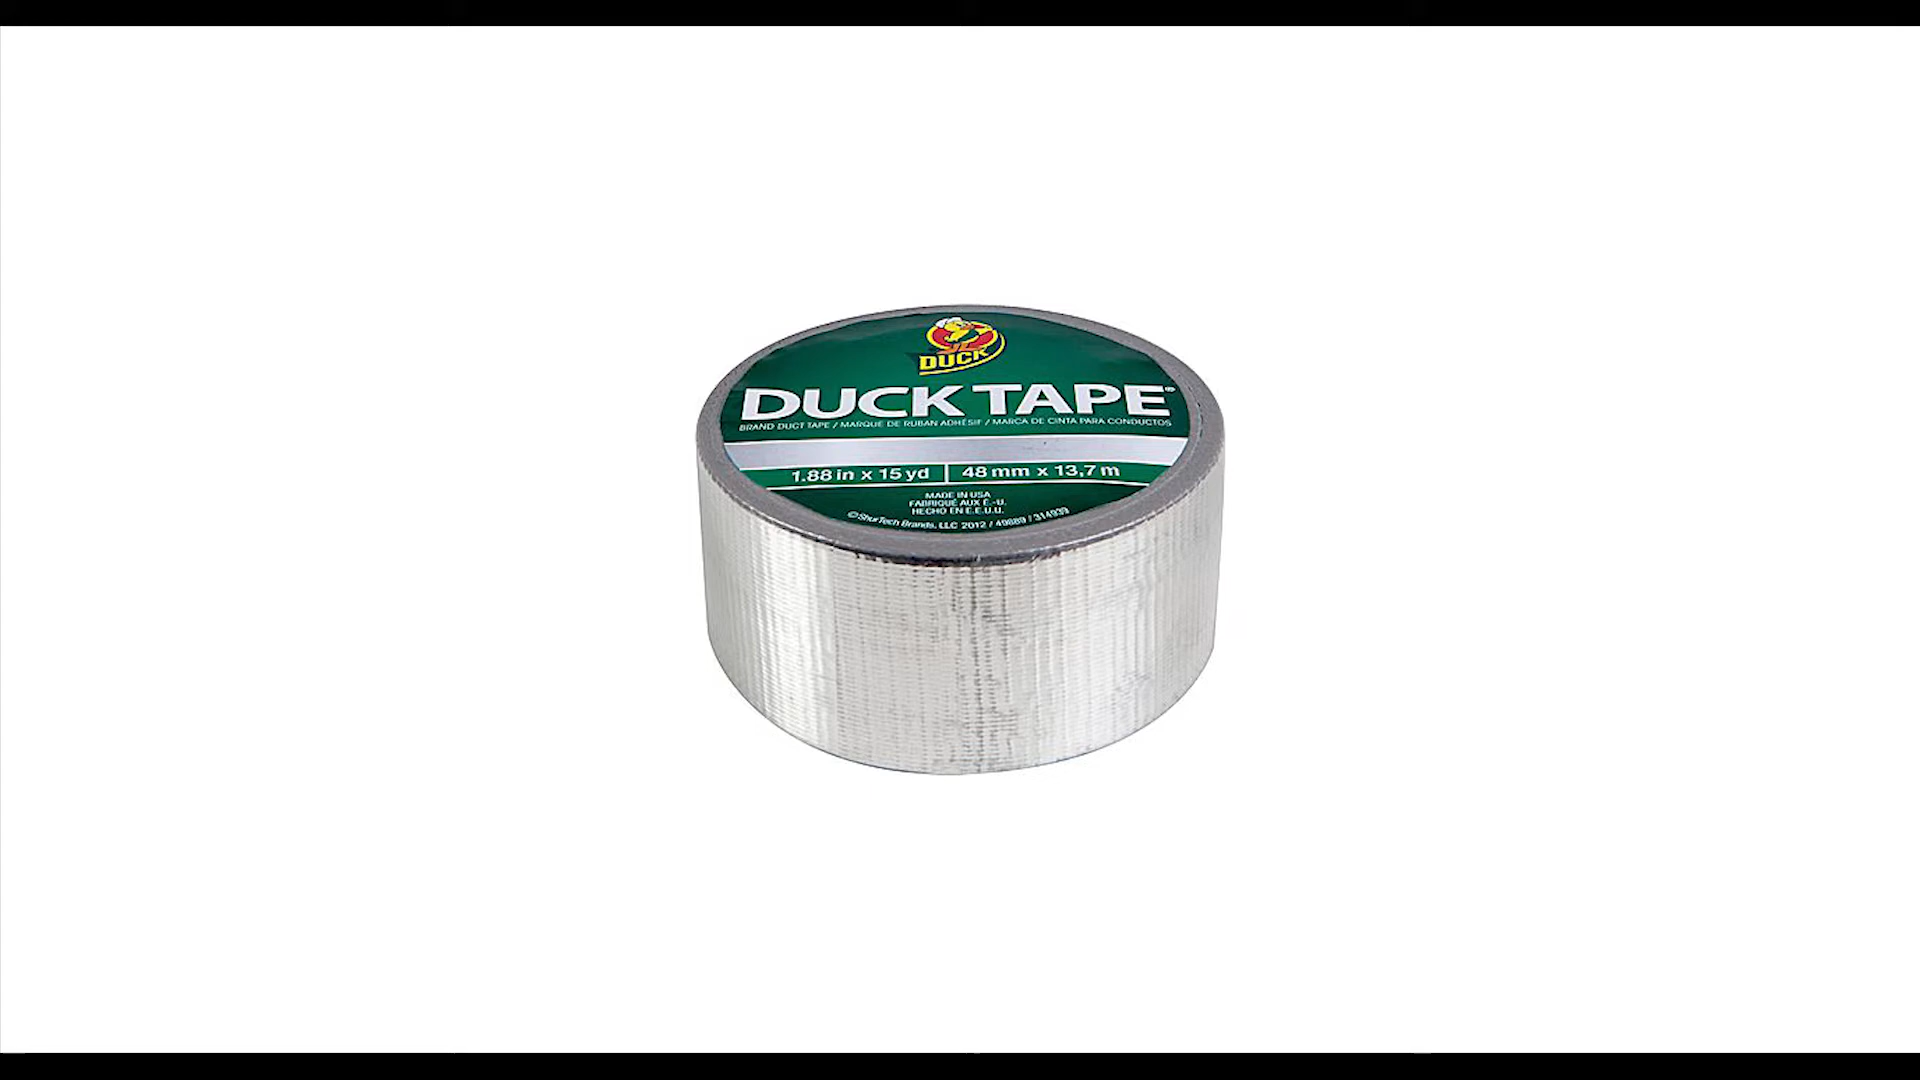 DUCK
DUCK TAPE®
BRAND DUCT TAPE / MARQUE DE RUBAN ADHÉSIF / MARCA DE CINTA PARA CONDUCTOS
1.88 in x 15 yd | 48 mm x 13,7 m
MADE IN USA
FABRIQUÉ AUX É.-U.
HECHO EN E.E.U.U.
©ShurTech Brands, LLC 2012 / 49889 / 314939